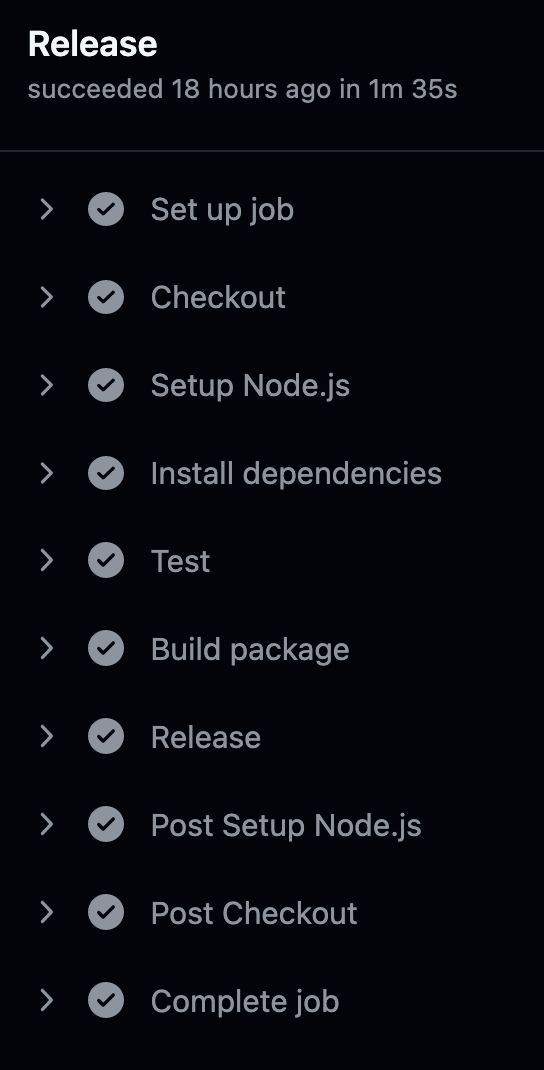 Release
succeeded 18 hours ago in 1m 35s
Set up job
Checkout
Setup Node.js
Install dependencies
Test
Build package
Release
Post Setup Node.js
Post Checkout
Complete job